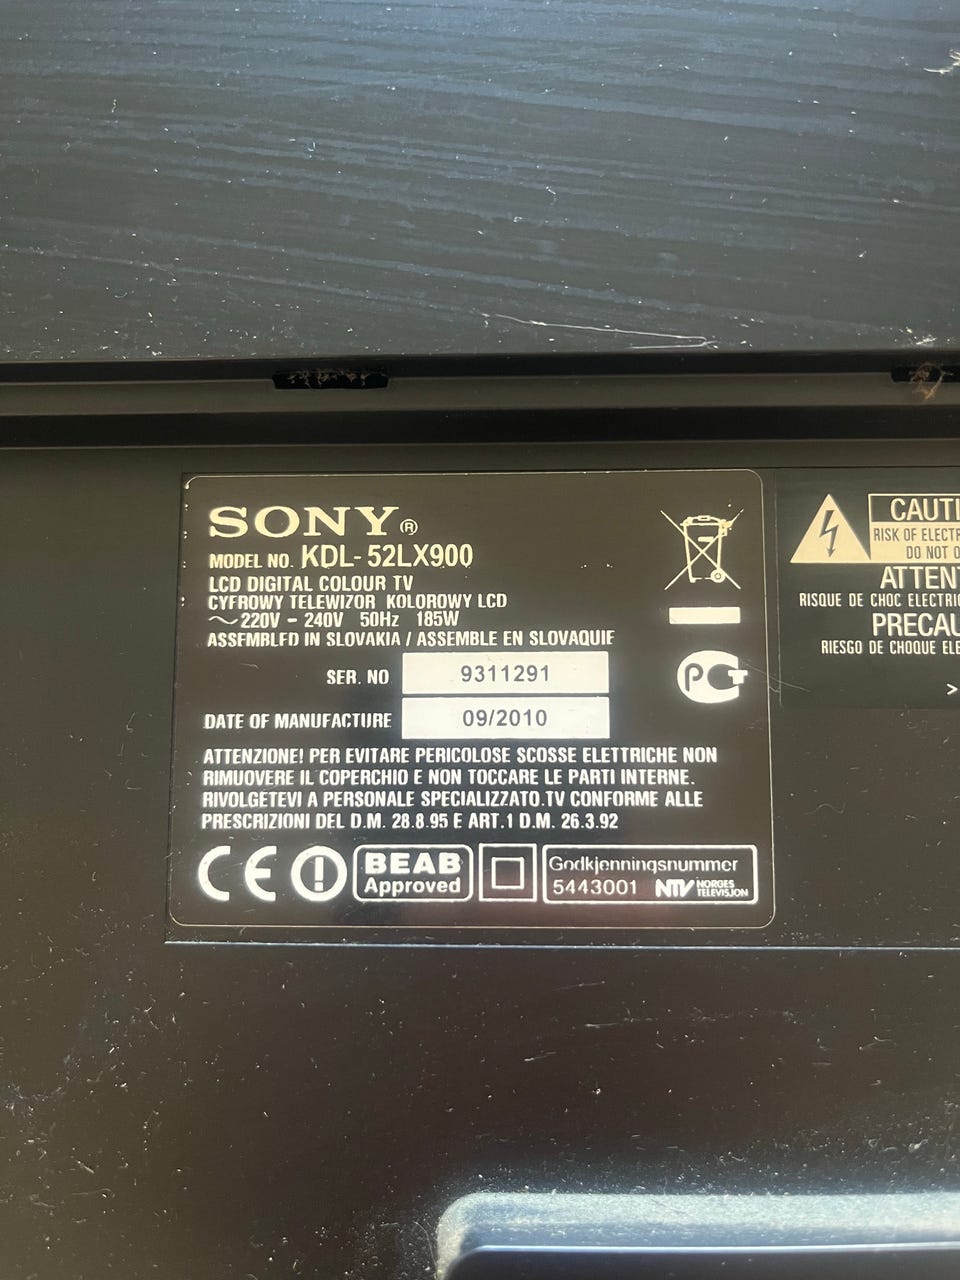 SONY®
MODEL NO. KDL-52LX900
LCD DIGITAL COLOUR TV
CYFROWY TELEWIZOR KOLOROWY LCD
~ 220V - 240V 50Hz 185W
ASSEMBLED IN SLOVAKIA / ASSEMBLE EN SLOVAQUIE
SER. NO 9311291
DATE OF MANUFACTURE 09/2010
ATTENZIONE! PER EVITARE PERICOLOSE SCOSSE ELETTRICHE NON
RIMUOVERE IL COPERCHIO E NON TOCCARE LE PARTI INTERNE.
RIVOLGETEVI A PERSONALE SPECIALIZZATO.TV CONFORME ALLE
PRESCRIZIONI DEL D.M. 28.8.95 E ART.1 D.M. 26.3.92
CE
BEAB
Approved
Godkjenningsnummer
5443001 NTV NORGES
TELEVISJON
PCT
CAUTI
RISK OF ELECTR
DO NOT O
ATTEN
RISQUE DE CHOC ELECTRI
PRECAU
RIESGO DE CHOQUE ELE
>